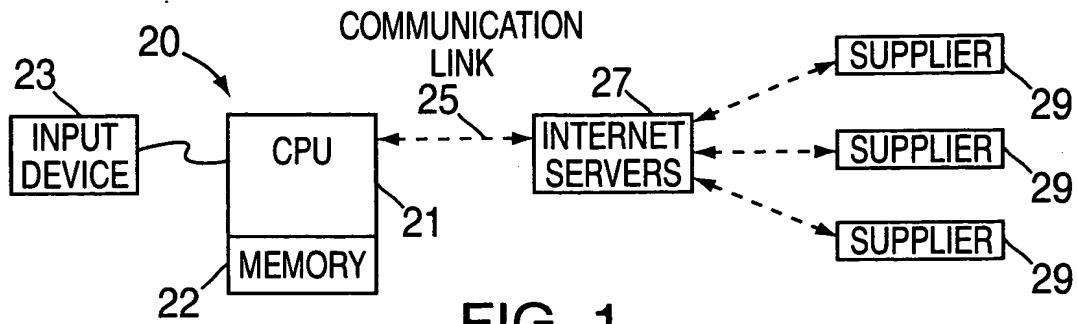 COMMUNICATION
LINK
20
23
25
27
INPUT
DEVICE
CPU
INTERNET
SERVERS
SUPPLIER
29
SUPPLIER
29
SUPPLIER
29
21
MEMORY
22
FIG. 1